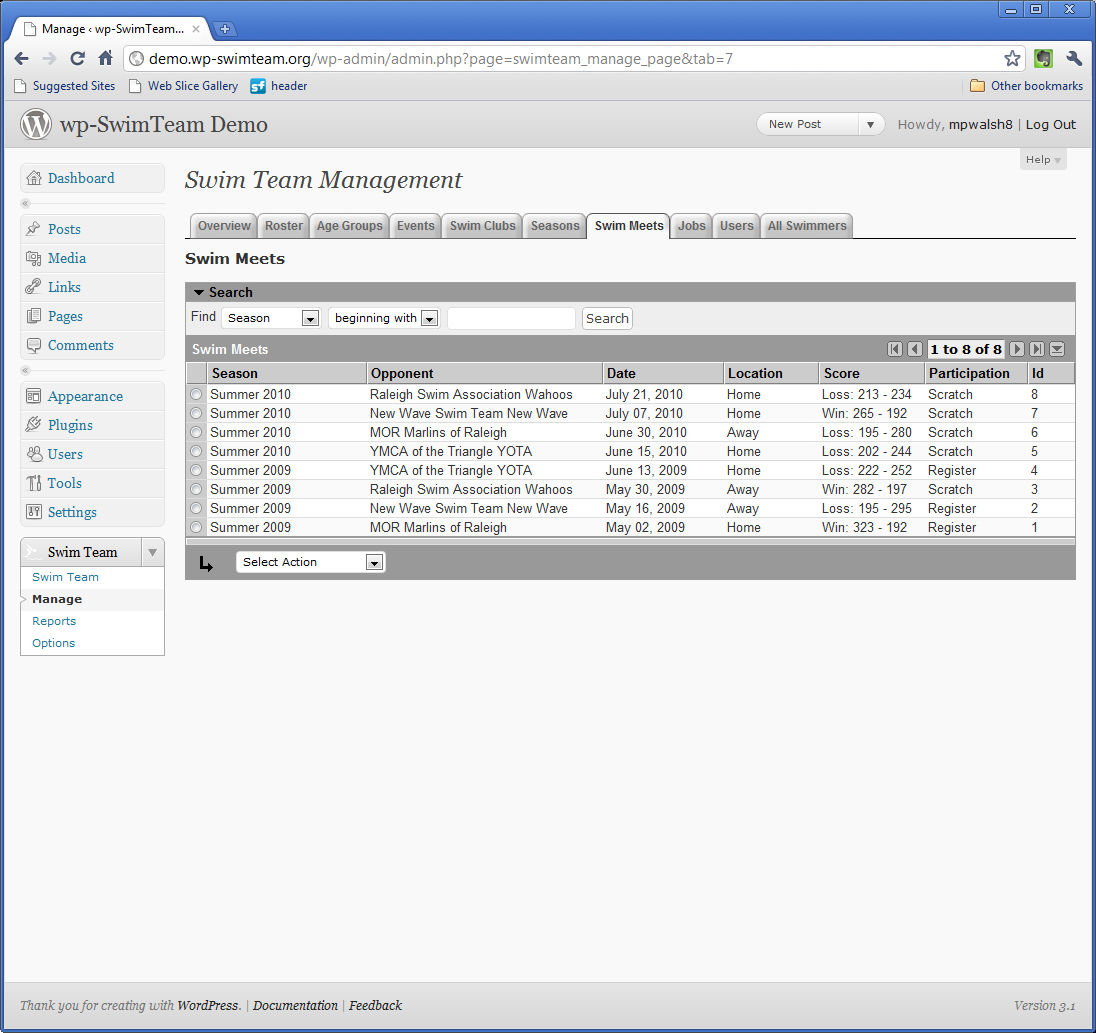 Manage ‹ wp-SwimTeam...
demo.wp-swimteam.org/wp-admin/admin.php?page=swimteam_manage_page&tab=7
Suggested Sites Web Slice Gallery sf header Other bookmarks
wp-SwimTeam Demo New Post Howdy, mpwalsh8 | Log Out
Help
Dashboard
Posts
Media
Links
Pages
Comments
Appearance
Plugins
Users
Tools
Settings
Swim Team
Swim Team
Manage
Reports
Options
Swim Team Management
Overview Roster Age Groups Events Swim Clubs Seasons Swim Meets Jobs Users All Swimmers
Swim Meets
Search
Find Season beginning with Search
Swim Meets 1 to 8 of 8
Season Opponent Date Location Score Participation Id
Summer 2010 Raleigh Swim Association Wahoos July 21, 2010 Home Loss: 213 - 234 Scratch 8
Summer 2010 New Wave Swim Team New Wave July 07, 2010 Home Win: 265 - 192 Scratch 7
Summer 2010 MOR Marlins of Raleigh June 30, 2010 Away Loss: 195 - 280 Scratch 6
Summer 2010 YMCA of the Triangle YOTA June 15, 2010 Home Loss: 202 - 244 Scratch 5
Summer 2009 YMCA of the Triangle YOTA June 13, 2009 Home Loss: 222 - 252 Register 4
Summer 2009 Raleigh Swim Association Wahoos May 30, 2009 Away Win: 282 - 197 Scratch 3
Summer 2009 New Wave Swim Team New Wave May 16, 2009 Away Loss: 195 - 295 Register 2
Summer 2009 MOR Marlins of Raleigh May 02, 2009 Home Win: 323 - 192 Register 1
Select Action
Thank you for creating with WordPress. | Documentation | Feedback Version 3.1